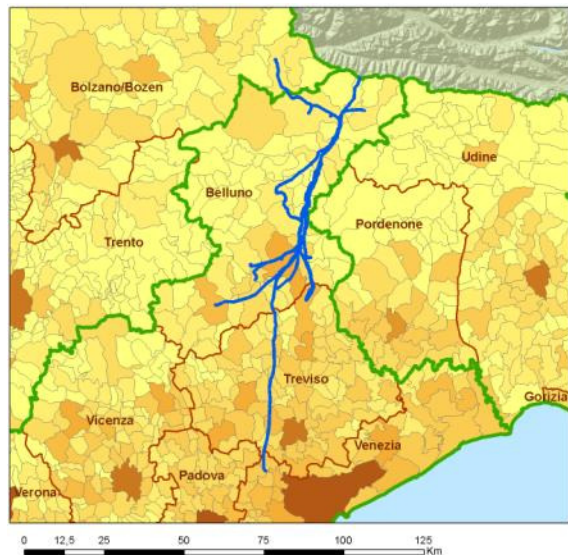 Bolzano/Bozen
Udine
Belluno
Pordenone
Trento
Treviso
Gorizia
Vicenza
Venezia
Padova
Verona
0 12,5 25 50 75 100 125
Km